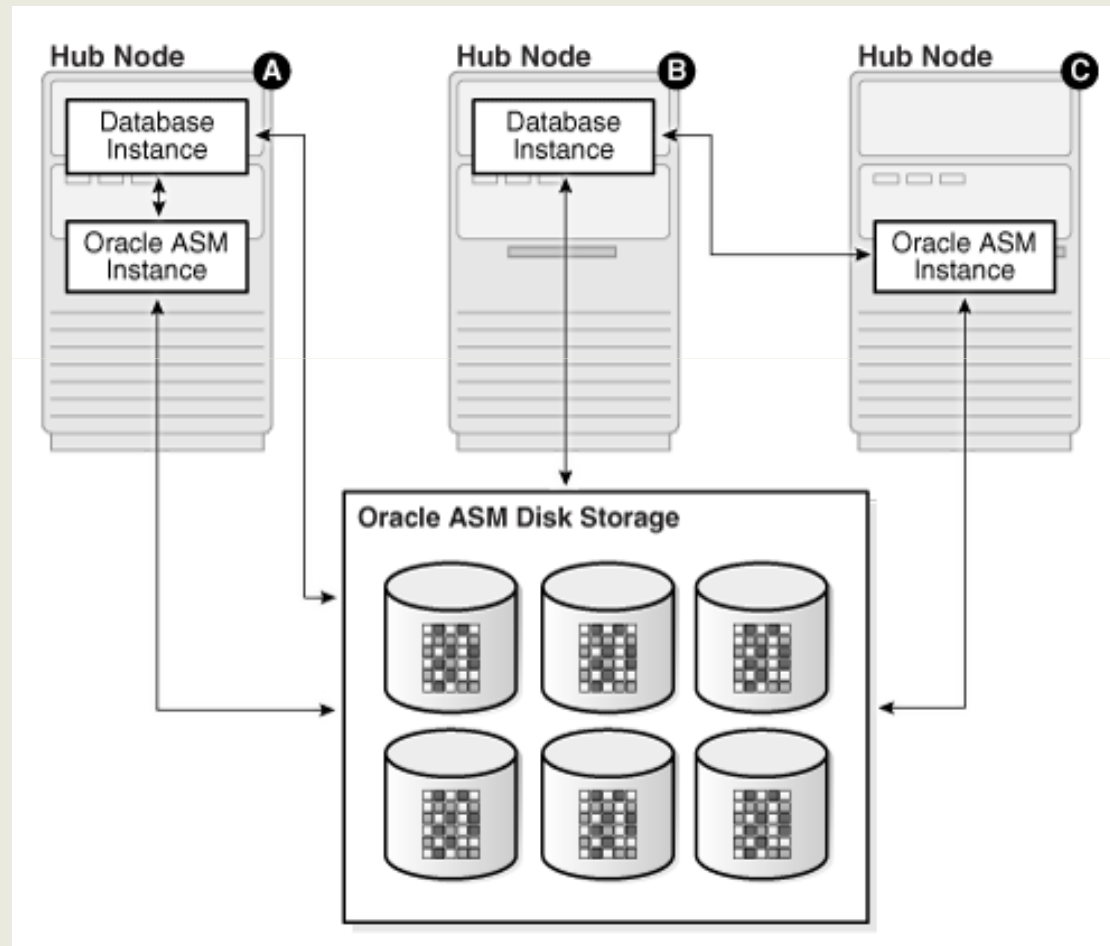 Hub Node
A
Database
Instance
Oracle ASM
Instance
Hub Node
B
Database
Instance
Hub Node
C
Oracle ASM
Instance
Oracle ASM Disk Storage